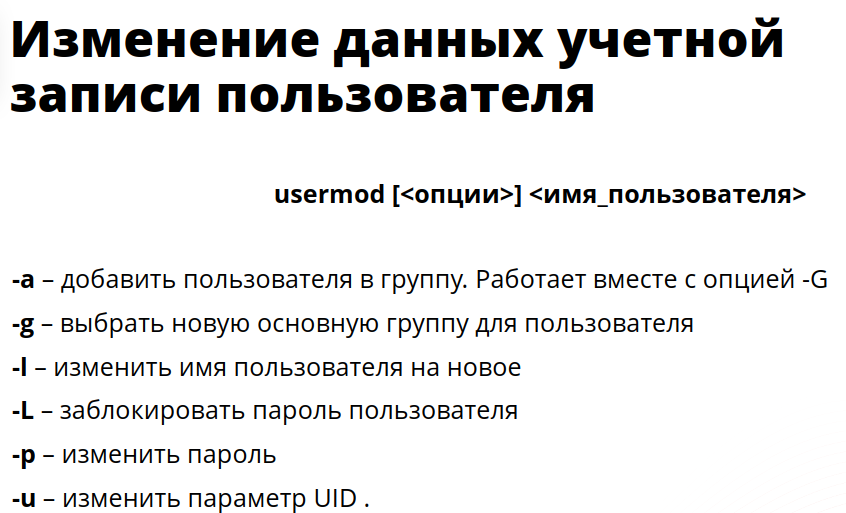 Изменение данных учетной
записи пользователя
usermod [<опции>] <имя_пользователя>
-a – добавить пользователя в группу. Работает вместе с опцией -G
-g – выбрать новую основную группу для пользователя
-l – изменить имя пользователя на новое
-L – заблокировать пароль пользователя
-p – изменить пароль
-u – изменить параметр UID .